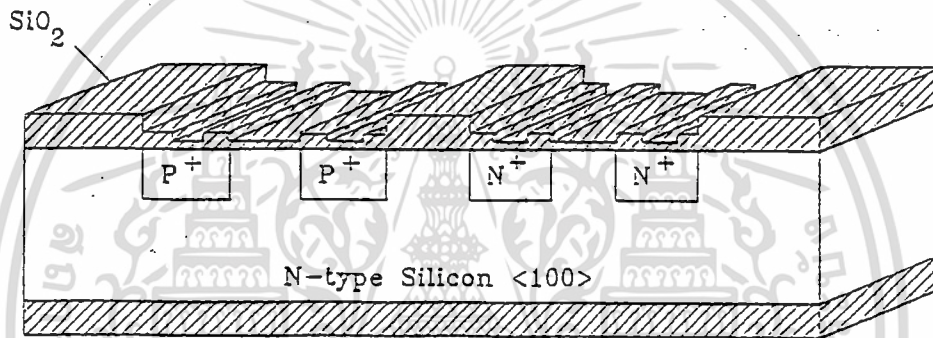 SiO₂
P⁺ P⁺ N⁺ N⁺
N-type Silicon <100>